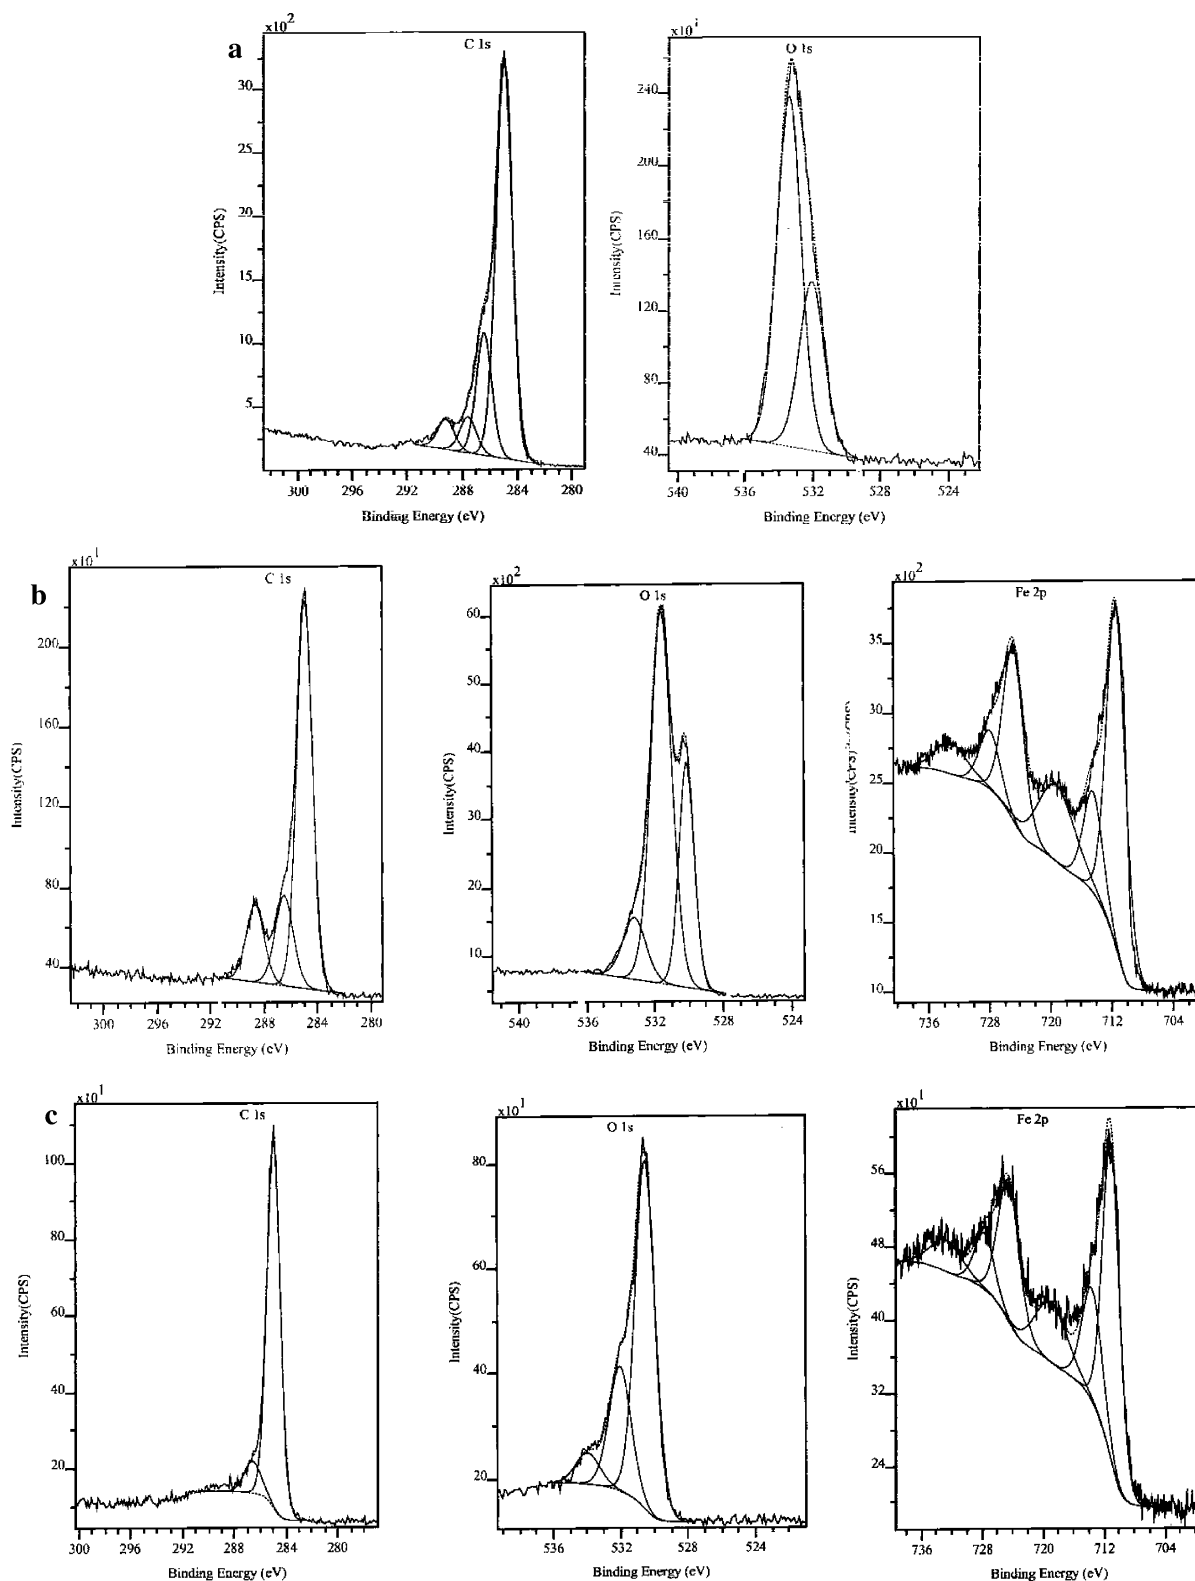 a
x10²
C 1s
30
25
20
15
10
5
Intensity(CPS)
300 296 292 288 284 280
Binding Energy (eV)
O 1s
240
200
160
120
80
40
Intensity(CPS)
540 536 532 528 524
Binding Energy (eV)
b
x10¹
C 1s
200
160
120
80
40
Intensity(CPS)
300 296 292 288 284 280
Binding Energy (eV)
x10²
O 1s
60
50
40
30
20
10
Intensity(CPS)
540 536 532 528 524
Binding Energy (eV)
x10²
Fe 2p
35
30
25
20
15
10
736 728 720 712 704
Binding Energy (eV)
c
x10¹
C 1s
100
80
60
40
20
Intensity(CPS)
300 296 292 288 284 280
Binding Energy (eV)
x10¹
O 1s
80
60
40
20
Intensity(CPS)
536 532 528 524
Binding Energy (eV)
x10¹
Fe 2p
56
48
40
32
24
Intensity(CPS)
736 728 720 712 704
Binding Energy (eV)